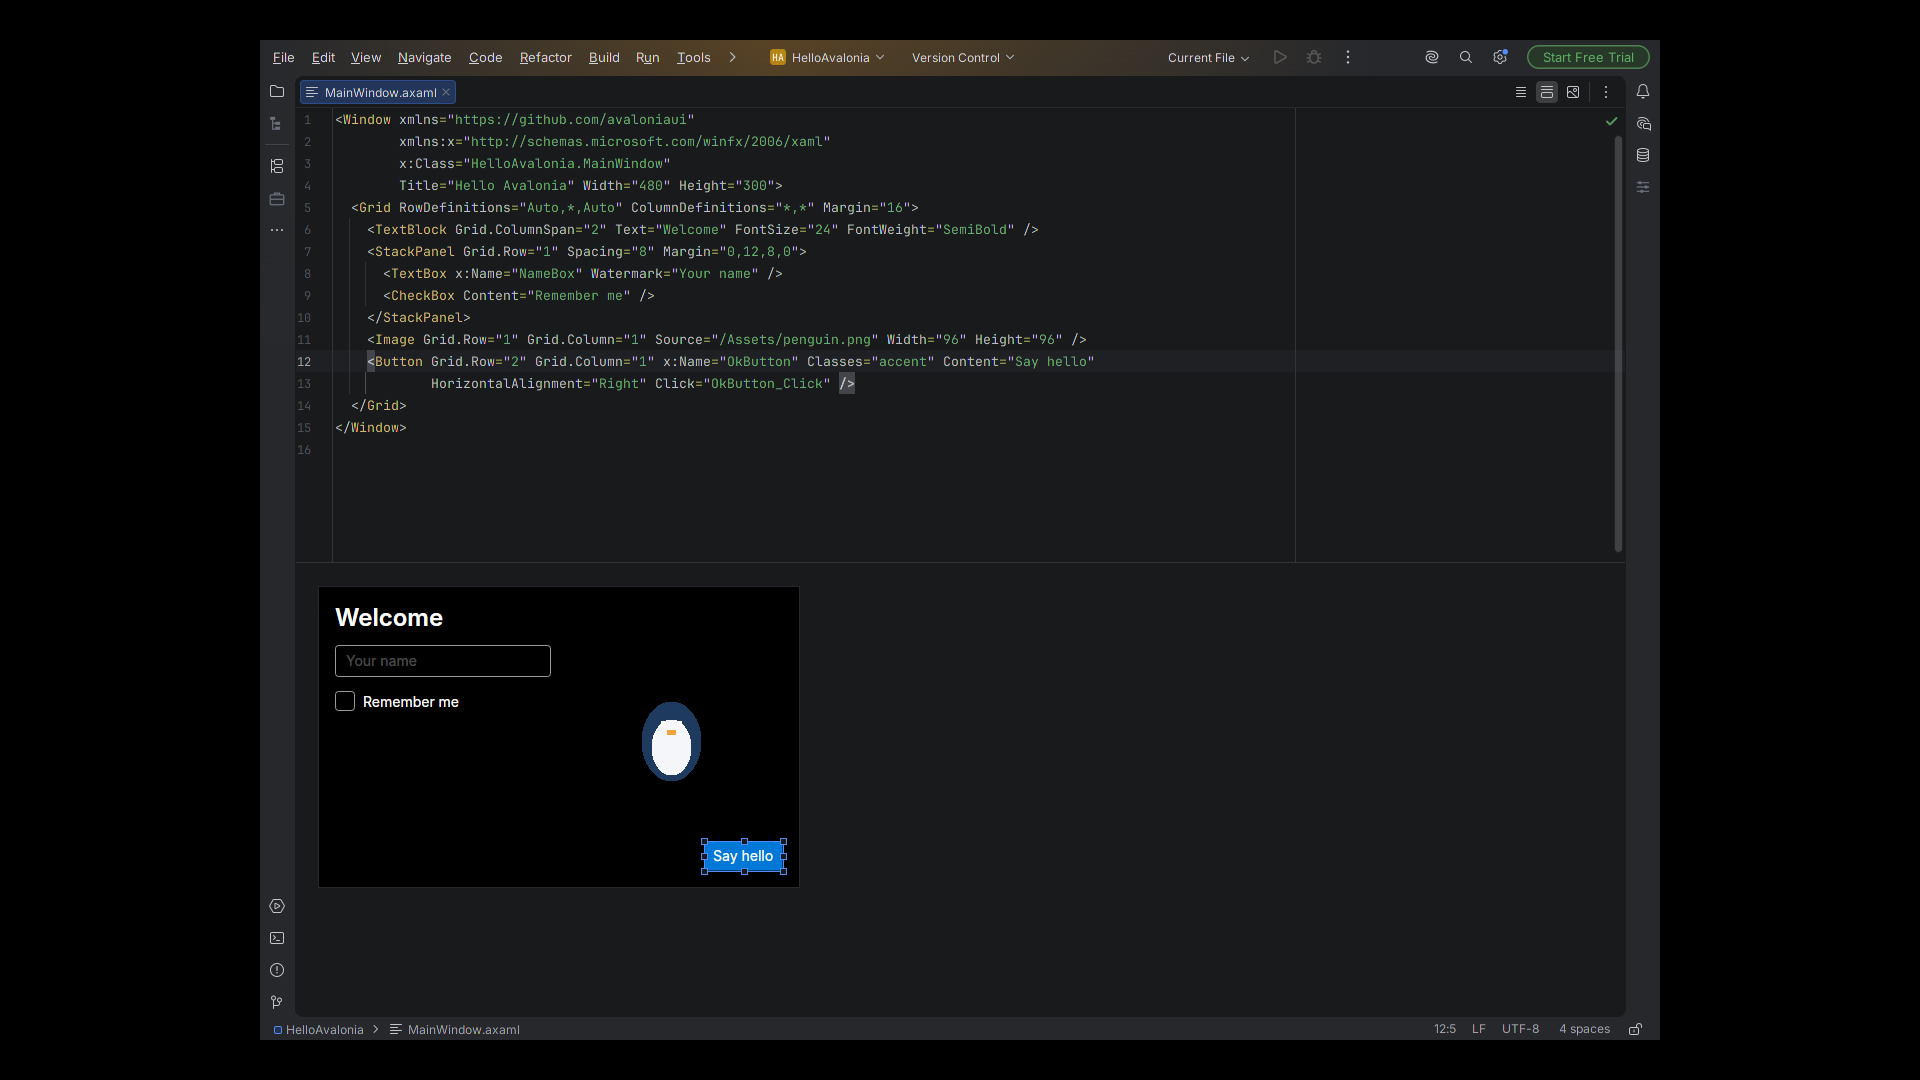 File Edit View Navigate Code Refactor Build Run Tools HA HelloAvalonia Version Control Current File Start Free Trial
MainWindow.axaml
1 <Window xmlns="https://github.com/avaloniaui"
2 xmlns:x="http://schemas.microsoft.com/winfx/2006/xaml"
3 x:Class="HelloAvalonia.MainWindow"
4 Title="Hello Avalonia" Width="480" Height="300">
5 <Grid RowDefinitions="Auto,*,Auto" ColumnDefinitions="*,*" Margin="16">
6 <TextBlock Grid.ColumnSpan="2" Text="Welcome" FontSize="24" FontWeight="SemiBold" />
7 <StackPanel Grid.Row="1" Spacing="8" Margin="0,12,8,0">
8 <TextBox x:Name="NameBox" Watermark="Your name" />
9 <CheckBox Content="Remember me" />
10 </StackPanel>
11 <Image Grid.Row="1" Grid.Column="1" Source="/Assets/penguin.png" Width="96" Height="96" />
12 <Button Grid.Row="2" Grid.Column="1" x:Name="OkButton" Classes="accent" Content="Say hello"
13 HorizontalAlignment="Right" Click="OkButton_Click" />
14 </Grid>
15 </Window>
16
Welcome
Your name
Remember me
Say hello
HelloAvalonia MainWindow.axaml 12:5 LF UTF-8 4 spaces